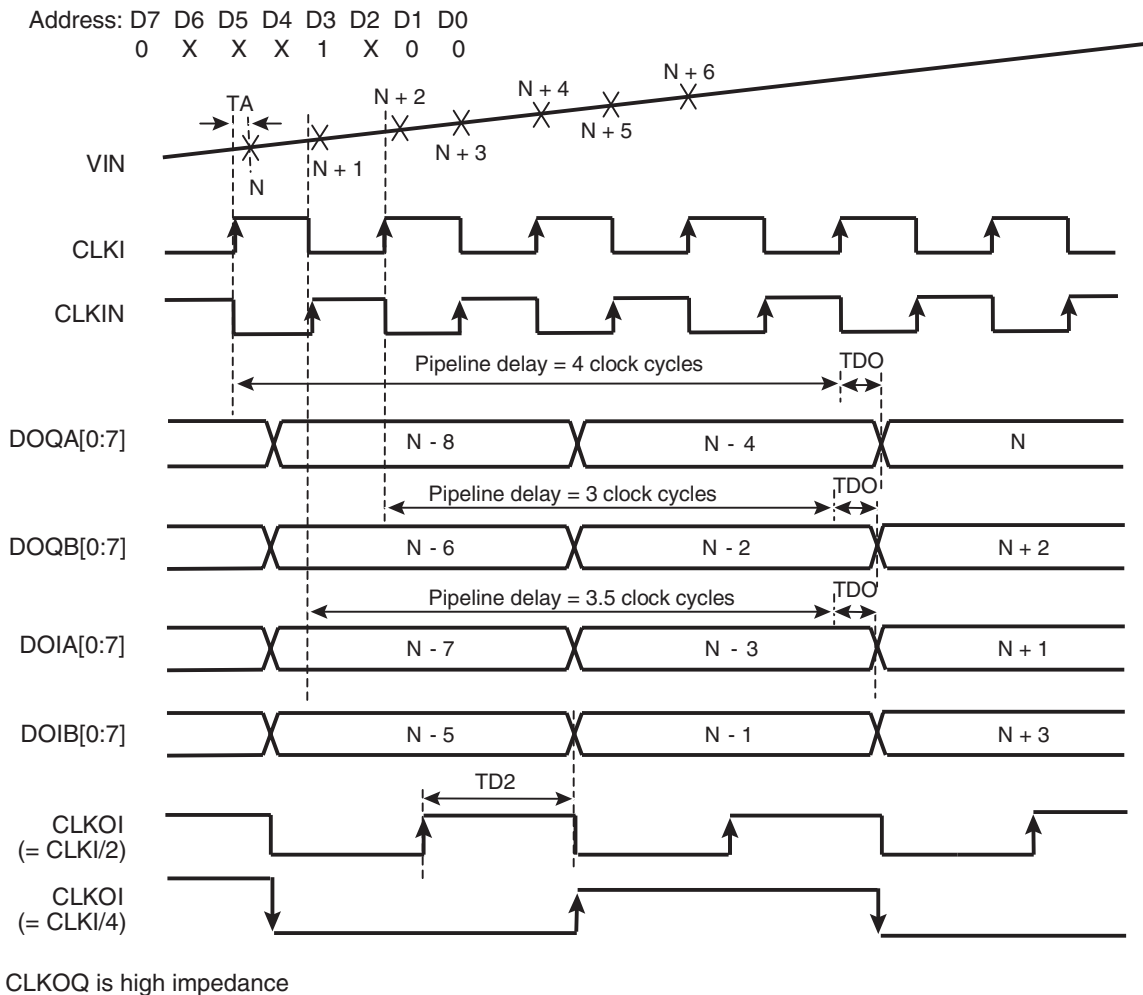 Address: D7 D6 D5 D4 D3 D2 D1 D0
0 X X X 1 X 0 0
TA
N
N + 1
N + 2
N + 3
N + 4
N + 5
N + 6
VIN
CLKI
CLKIN
Pipeline delay = 4 clock cycles
TDO
DOQA[0:7]
N - 8
N - 4
N
Pipeline delay = 3 clock cycles
TDO
DOQB[0:7]
N - 6
N - 2
N + 2
Pipeline delay = 3.5 clock cycles
TDO
DOIA[0:7]
N - 7
N - 3
N + 1
DOIB[0:7]
N - 5
N - 1
N + 3
TD2
CLKOI
(= CLKI/2)
CLKOI
(= CLKI/4)
CLKOQ is high impedance